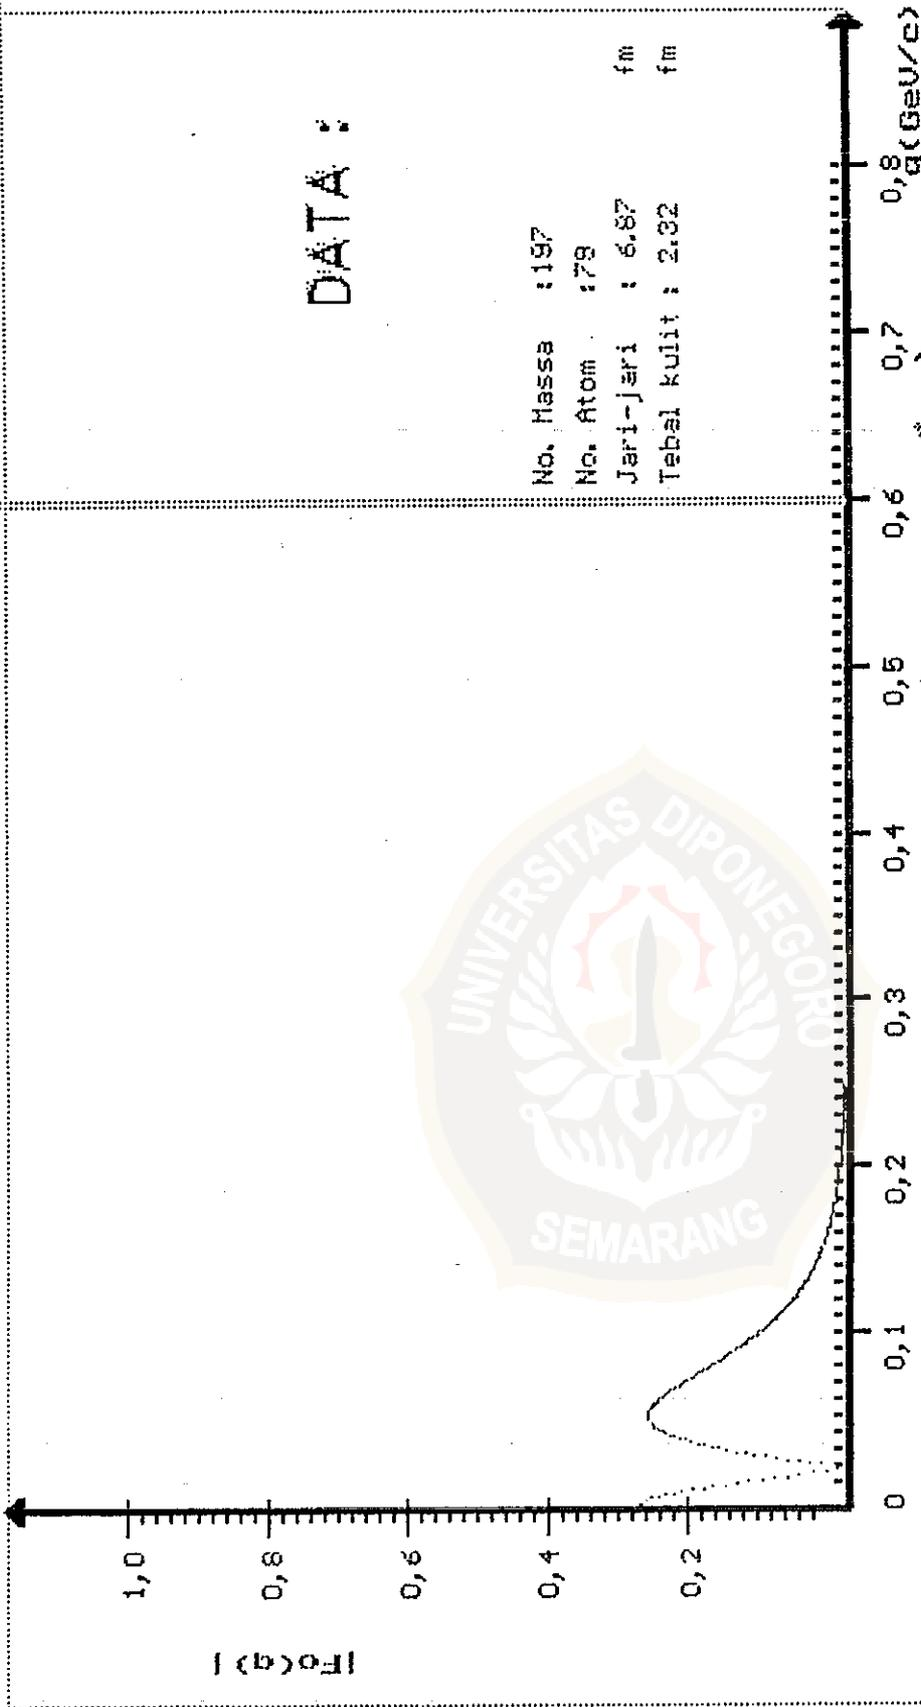 DATA :
No. Massa :197
No. Atom :79
Jari-jari : 6.87 fm
Tebal kulit : 2.32 fm
|Fo(q)|
1,0
0,8
0,6
0,4
0,2
0 0,1 0,2 0,3 0,4 0,5 0,6 0,7 0,8
q(GeV/c)
UNIVERSITAS DIPONEGORO
SEMARANG